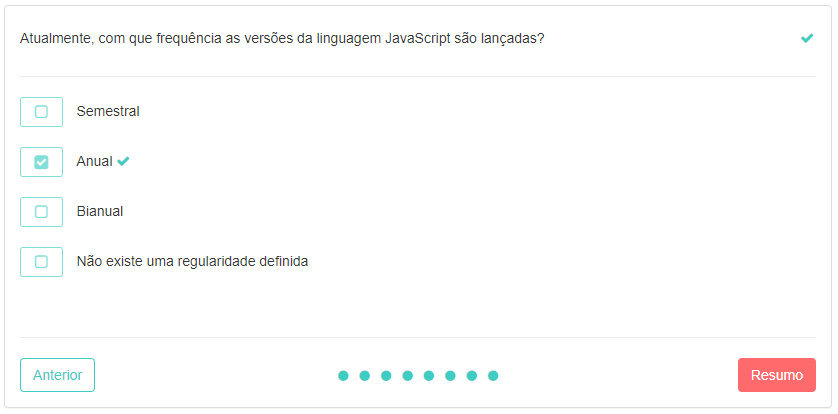 Atualmente, com que frequência as versões da linguagem JavaScript são lançadas?
Semestral
Anual
Bianual
Não existe uma regularidade definida
Anterior
Resumo